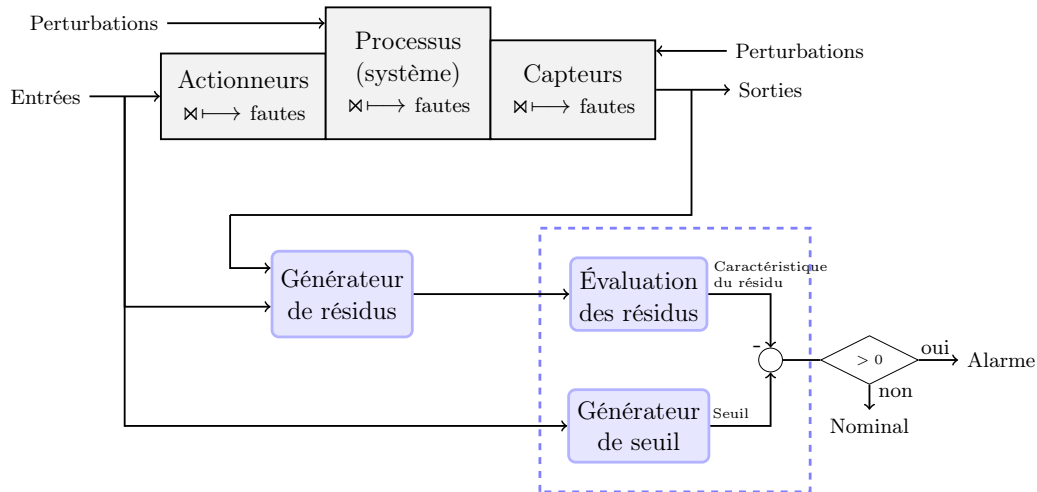 Perturbations
Processus
(système)
⋈⟼ fautes
Actionneurs
⋈⟼ fautes
Capteurs
⋈⟼ fautes
Perturbations
Entrées
Sorties
Générateur
de résidus
Évaluation
des résidus
Caractéristique
du résidu
-
> 0
oui
Alarme
non
Nominal
Générateur
de seuil
Seuil